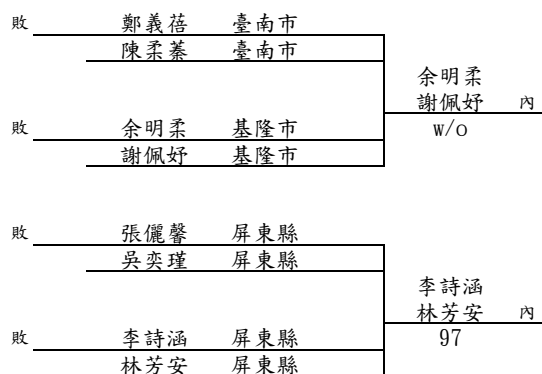 敗 鄭義蓓 臺南市
陳柔蓁 臺南市
余明柔
謝佩妤 內
敗 余明柔 基隆市 w/o
謝佩妤 基隆市
敗 張儷馨 屏東縣
吳奕瑾 屏東縣
李詩涵
林芳安 內
敗 李詩涵 屏東縣 97
林芳安 屏東縣